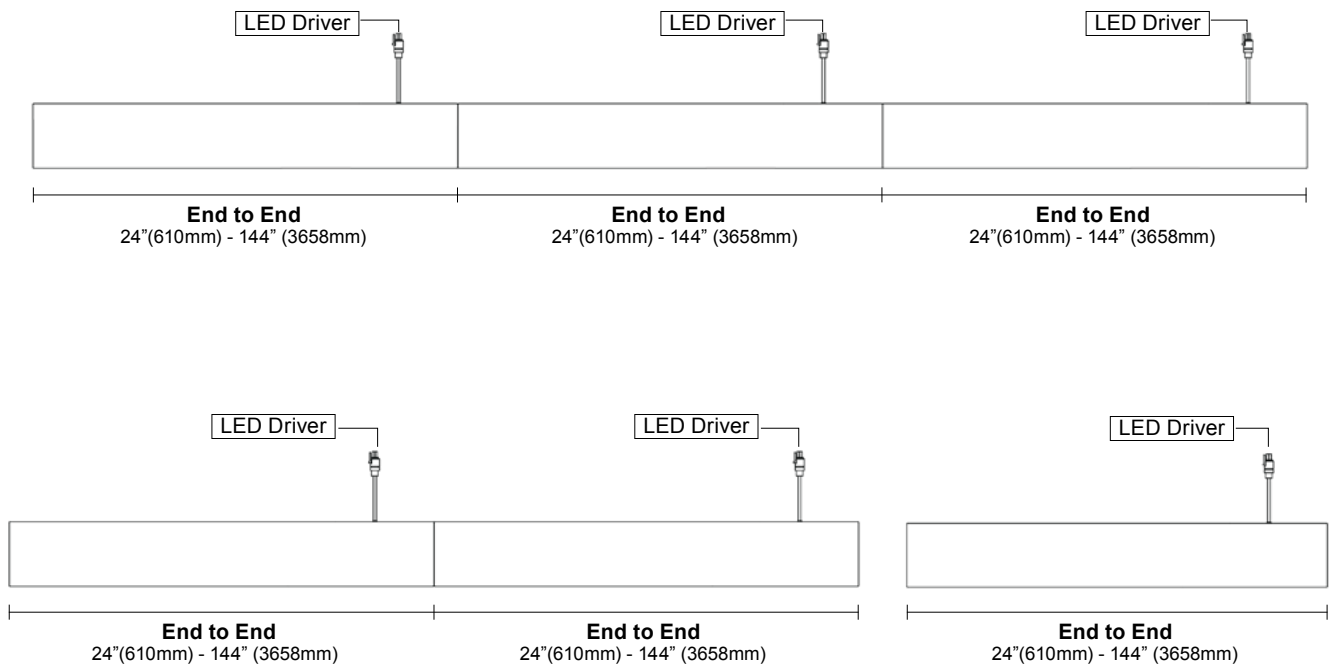 LED Driver
LED Driver
LED Driver
End to End
24”(610mm) - 144” (3658mm)
End to End
24”(610mm) - 144” (3658mm)
End to End
24”(610mm) - 144” (3658mm)
LED Driver
LED Driver
LED Driver
End to End
24”(610mm) - 144” (3658mm)
End to End
24”(610mm) - 144” (3658mm)
End to End
24”(610mm) - 144” (3658mm)